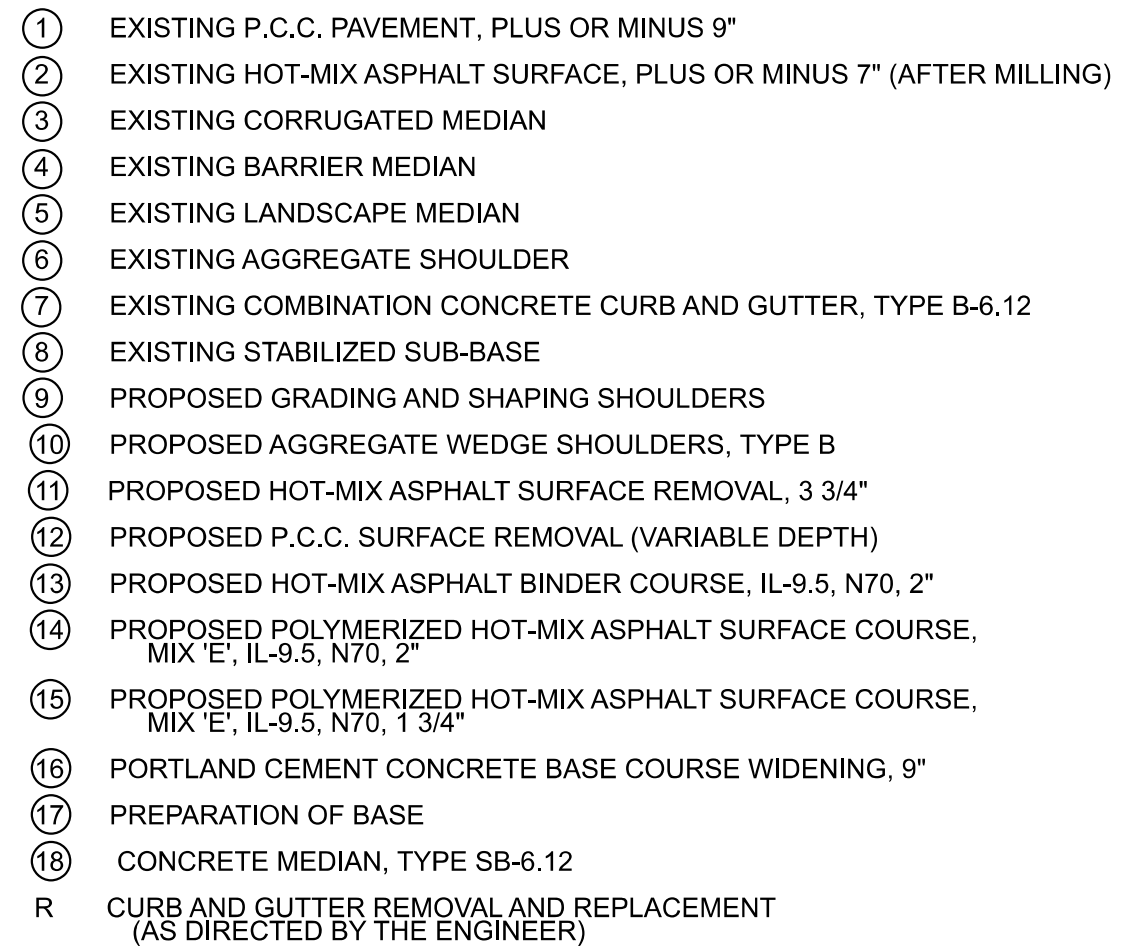 1 EXISTING P.C.C. PAVEMENT, PLUS OR MINUS 9"
2 EXISTING HOT-MIX ASPHALT SURFACE, PLUS OR MINUS 7" (AFTER MILLING)
3 EXISTING CORRUGATED MEDIAN
4 EXISTING BARRIER MEDIAN
5 EXISTING LANDSCAPE MEDIAN
6 EXISTING AGGREGATE SHOULDER
7 EXISTING COMBINATION CONCRETE CURB AND GUTTER, TYPE B-6.12
8 EXISTING STABILIZED SUB-BASE
9 PROPOSED GRADING AND SHAPING SHOULDERS
10 PROPOSED AGGREGATE WEDGE SHOULDERS, TYPE B
11 PROPOSED HOT-MIX ASPHALT SURFACE REMOVAL, 3 3/4"
12 PROPOSED P.C.C. SURFACE REMOVAL (VARIABLE DEPTH)
13 PROPOSED HOT-MIX ASPHALT BINDER COURSE, IL-9.5, N70, 2"
14 PROPOSED POLYMERIZED HOT-MIX ASPHALT SURFACE COURSE,
MIX 'E', IL-9.5, N70, 2"
15 PROPOSED POLYMERIZED HOT-MIX ASPHALT SURFACE COURSE,
MIX 'E', IL-9.5, N70, 1 3/4"
16 PORTLAND CEMENT CONCRETE BASE COURSE WIDENING, 9"
17 PREPARATION OF BASE
18 CONCRETE MEDIAN, TYPE SB-6.12
R CURB AND GUTTER REMOVAL AND REPLACEMENT
(AS DIRECTED BY THE ENGINEER)